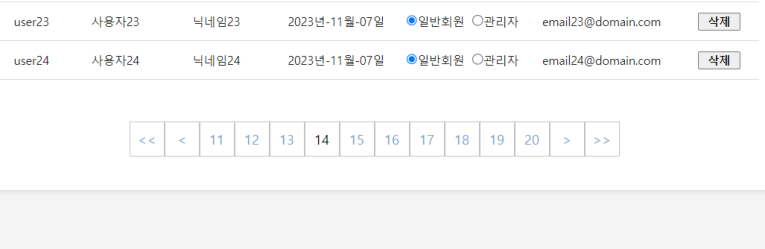 user23 사용자23 닉네임23 2023년-11월-07일 일반회원 관리자 email23@domain.com 삭제
user24 사용자24 닉네임24 2023년-11월-07일 일반회원 관리자 email24@domain.com 삭제
<< < 11 12 13 14 15 16 17 18 19 20 > >>